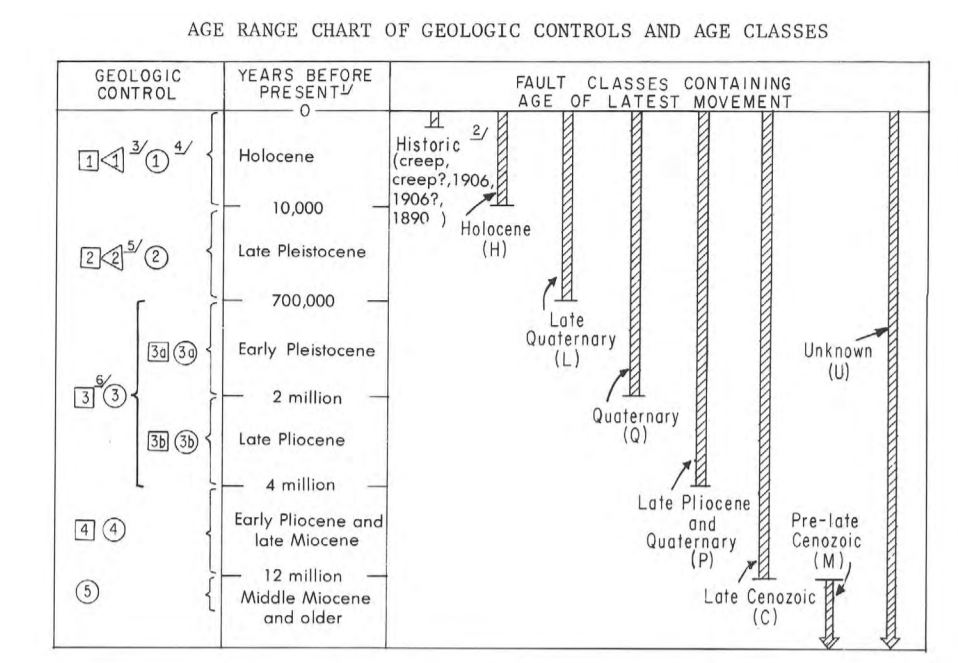 AGE RANGE CHART OF GEOLOGIC CONTROLS AND AGE CLASSES
GEOLOGIC
CONTROL
YEARS BEFORE
PRESENT 1/
FAULT CLASSES CONTAINING
AGE OF LATEST MOVEMENT
0
1 1 3/ 1 4/
Holocene
10,000
2 2 5/ 2
Late Pleistocene
700,000
3a 3a
Early Pleistocene
3 6/ 3
2 million
3b 3b
Late Pliocene
4 million
4 4
Early Pliocene and
late Miocene
12 million
5
Middle Miocene
and older
Historic 2/
(creep,
creep?,1906,
1906?,
1890 )
Holocene
(H)
Late
Quaternary
(L)
Quaternary
(Q)
Late Pliocene
and
Quaternary
(P)
Late Cenozoic
(C)
Pre-late
Cenozoic
(M)
Unknown
(U)